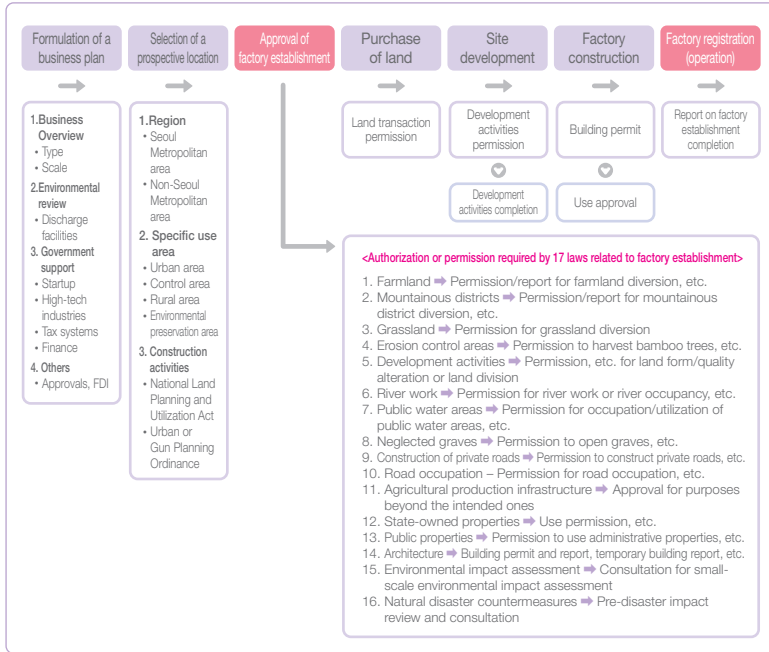 Formulation of a
business plan
Selection of a
prospective location
Approval of
factory establishment
Purchase
of land
Site
development
Factory
construction
Factory registration
(operation)
1.Business
Overview
• Type
• Scale
2.Environmental
review
• Discharge
facilities
3. Government
support
• Startup
• High-tech
industries
• Tax systems
• Finance
4. Others
• Approvals, FDI
1.Region
• Seoul
Metropolitan
area
• Non-Seoul
Metropolitan
area
2. Specific use
area
• Urban area
• Control area
• Rural area
• Environmental
preservation area
3. Construction
activities
• National Land
Planning and
Utilization Act
• Urban or
Gun Planning
Ordinance
Land transaction
permission
Development
activities
permission
Development
activities completion
Building permit
Use approval
Report on factory
establishment
completion
<Authorization or permission required by 17 laws related to factory establishment>
1. Farmland ➡ Permission/report for farmland diversion, etc.
2. Mountainous districts ➡ Permission/report for mountainous
district diversion, etc.
3. Grassland ➡ Permission for grassland diversion
4. Erosion control areas ➡ Permission to harvest bamboo trees, etc.
5. Development activities ➡ Permission, etc. for land form/quality
alteration or land division
6. River work ➡ Permission for river work or river occupancy, etc.
7. Public water areas ➡ Permission for occupation/utilization of
public water areas, etc.
8. Neglected graves ➡ Permission to open graves, etc.
9. Construction of private roads ➡ Permission to construct private roads, etc.
10. Road occupation – Permission for road occupation, etc.
11. Agricultural production infrastructure ➡ Approval for purposes
beyond the intended ones
12. State-owned properties ➡ Use permission, etc.
13. Public properties ➡ Permission to use administrative properties, etc.
14. Architecture ➡ Building permit and report, temporary building report, etc.
15. Environmental impact assessment ➡ Consultation for small-
scale environmental impact assessment
16. Natural disaster countermeasures ➡ Pre-disaster impact
review and consultation